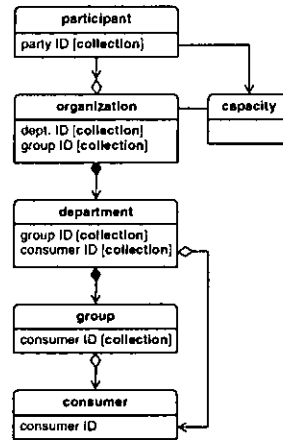 participant
party ID [collection]
organization
capacity
dept. ID [collection]
group ID [collection]
department
group ID [collection]
consumer ID [collection]
group
consumer ID [collection]
consumer
consumer ID